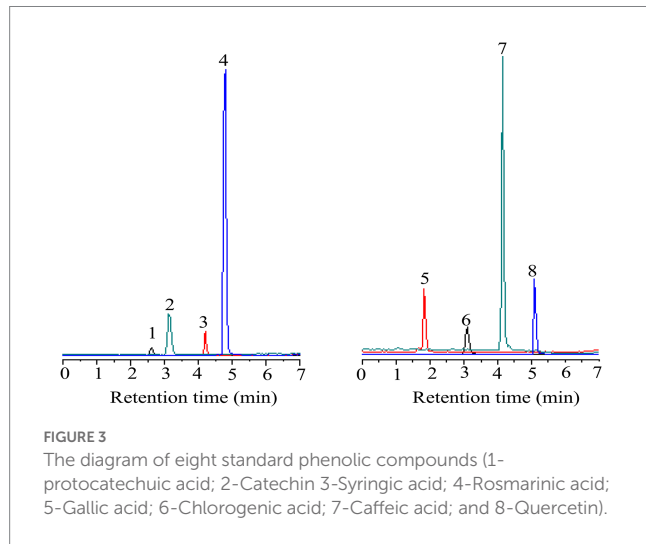 4
2
3
1
0 1 2 3 4 5 6 7
Retention time (min)
7
5
8
6
0 1 2 3 4 5 6 7
Retention time (min)
FIGURE 3
The diagram of eight standard phenolic compounds (1-
protocatechuic acid; 2-Catechin 3-Syringic acid; 4-Rosmarinic acid;
5-Gallic acid; 6-Chlorogenic acid; 7-Caffeic acid; and 8-Quercetin).